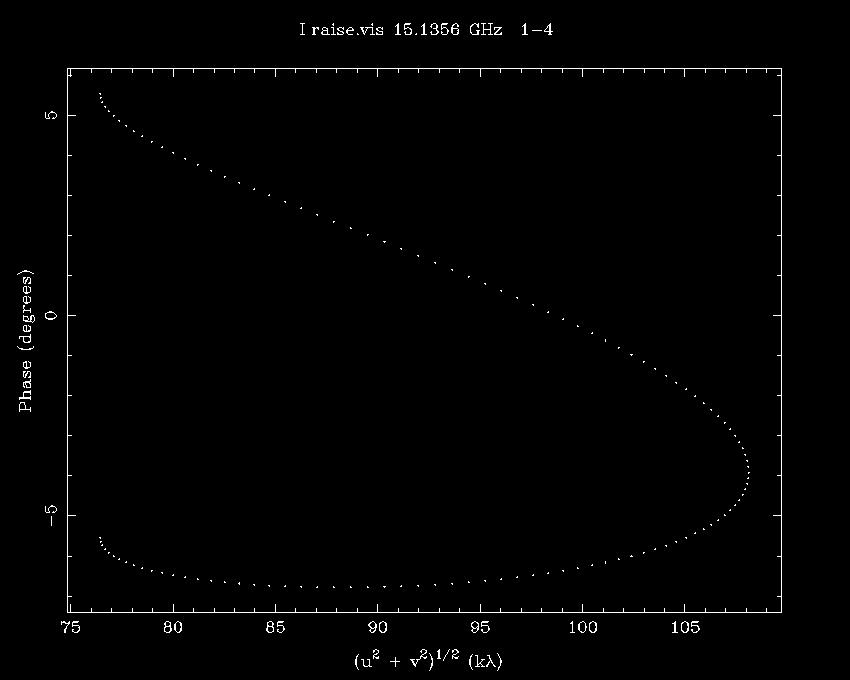 I raise.vis 15.1356 GHz 1−4
5
0
−5
Phase (degrees)
75 80 85 90 95 100 105
(u² + v²)^1/2 (kλ)